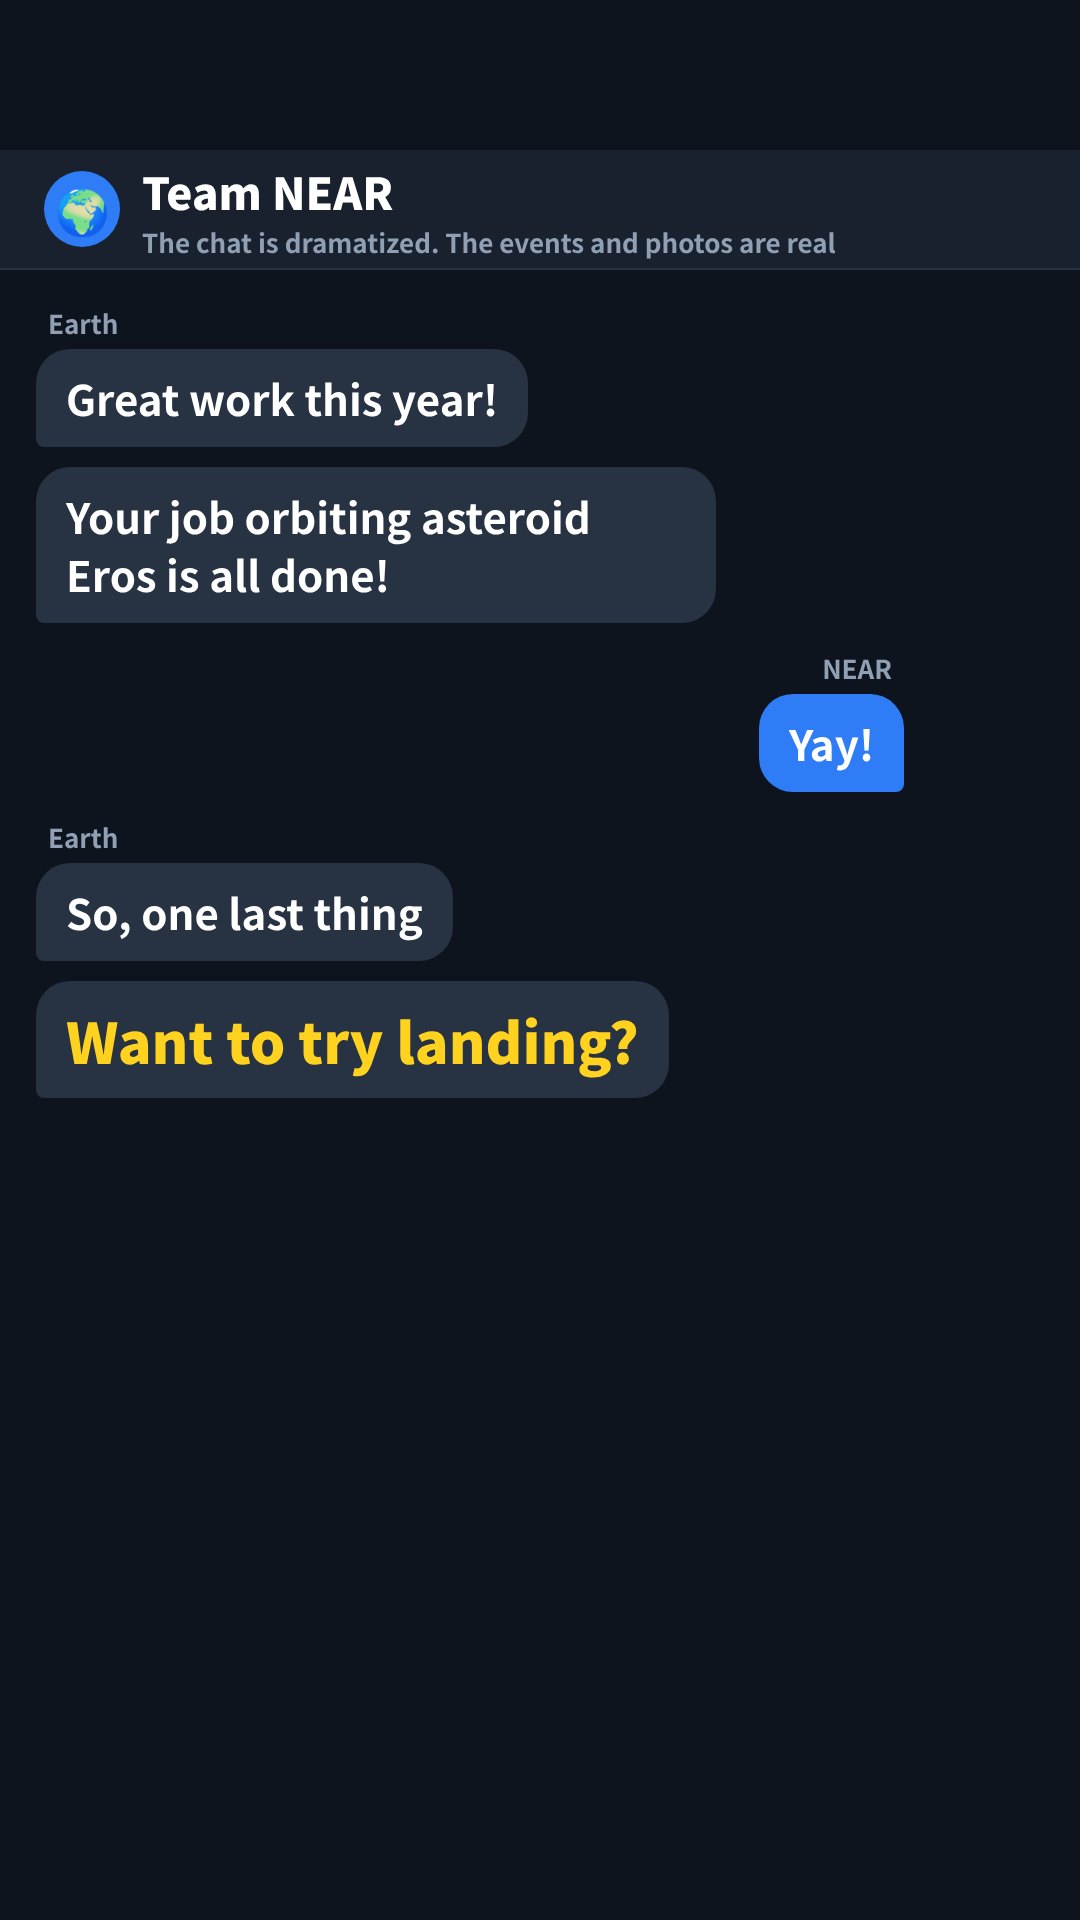 Team NEAR
The chat is dramatized. The events and photos are real
Earth
Great work this year!
Your job orbiting asteroid
Eros is all done!
NEAR
Yay!
Earth
So, one last thing
Want to try landing?